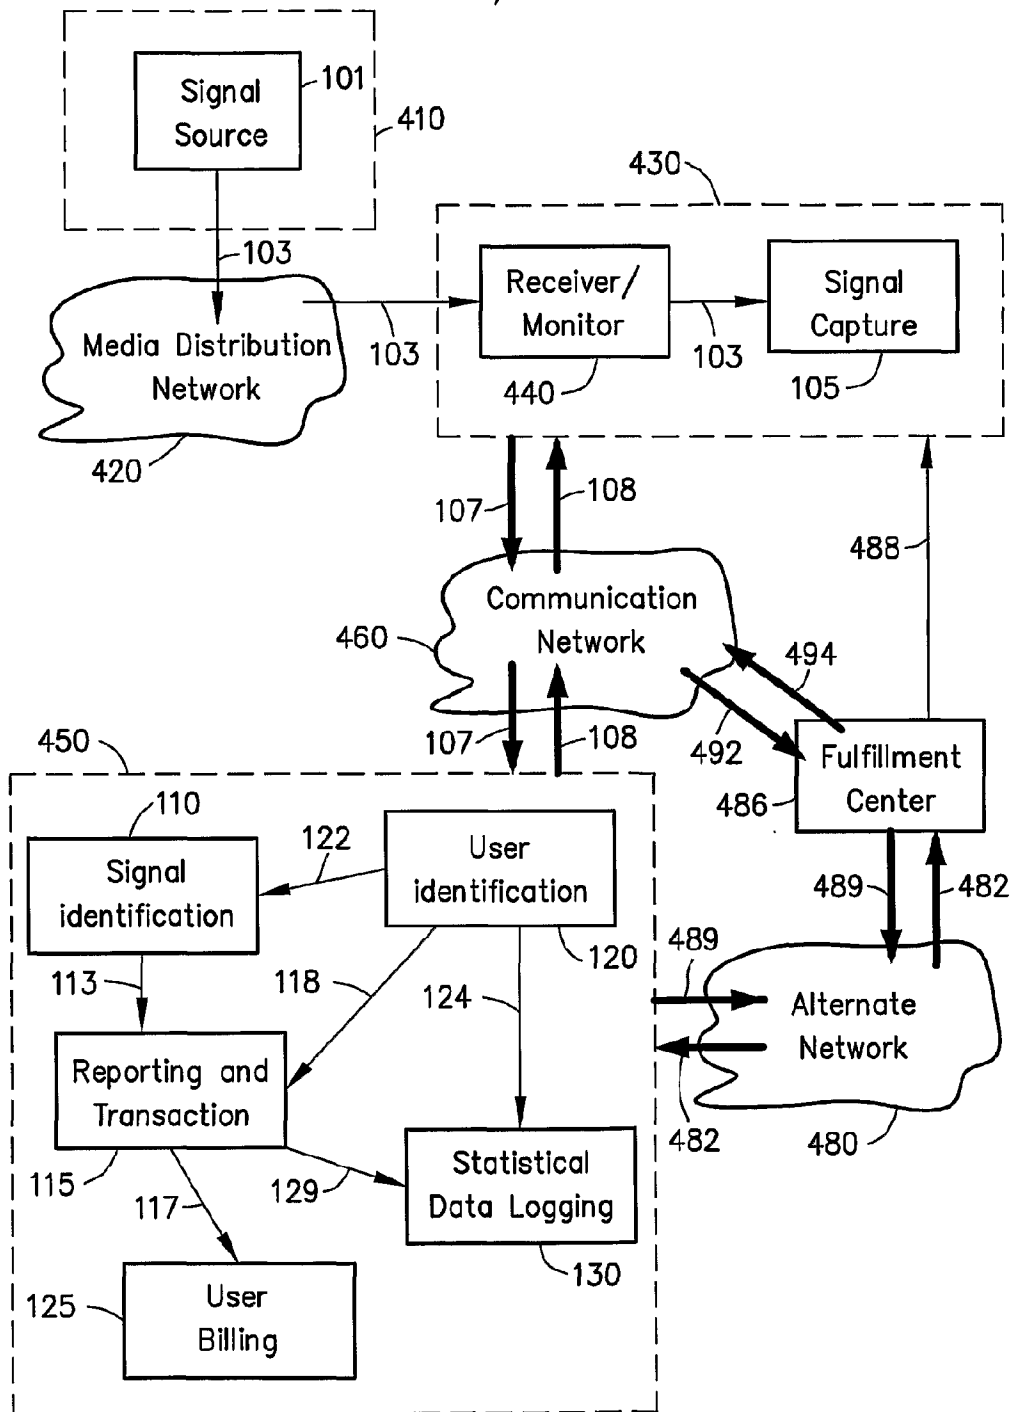 Signal
Source
101
410
103
Media Distribution
Network
420
103
430
Receiver/
Monitor
440
103
Signal
Capture
105
107
108
488
Communication
Network
460
494
492
107
108
Fulfillment
Center
486
489
482
450
110
Signal
identification
122
User
identification
120
113
118
124
489
Alternate
Network
482
480
Reporting and
Transaction
115
129
117
Statistical
Data Logging
130
User
Billing
125